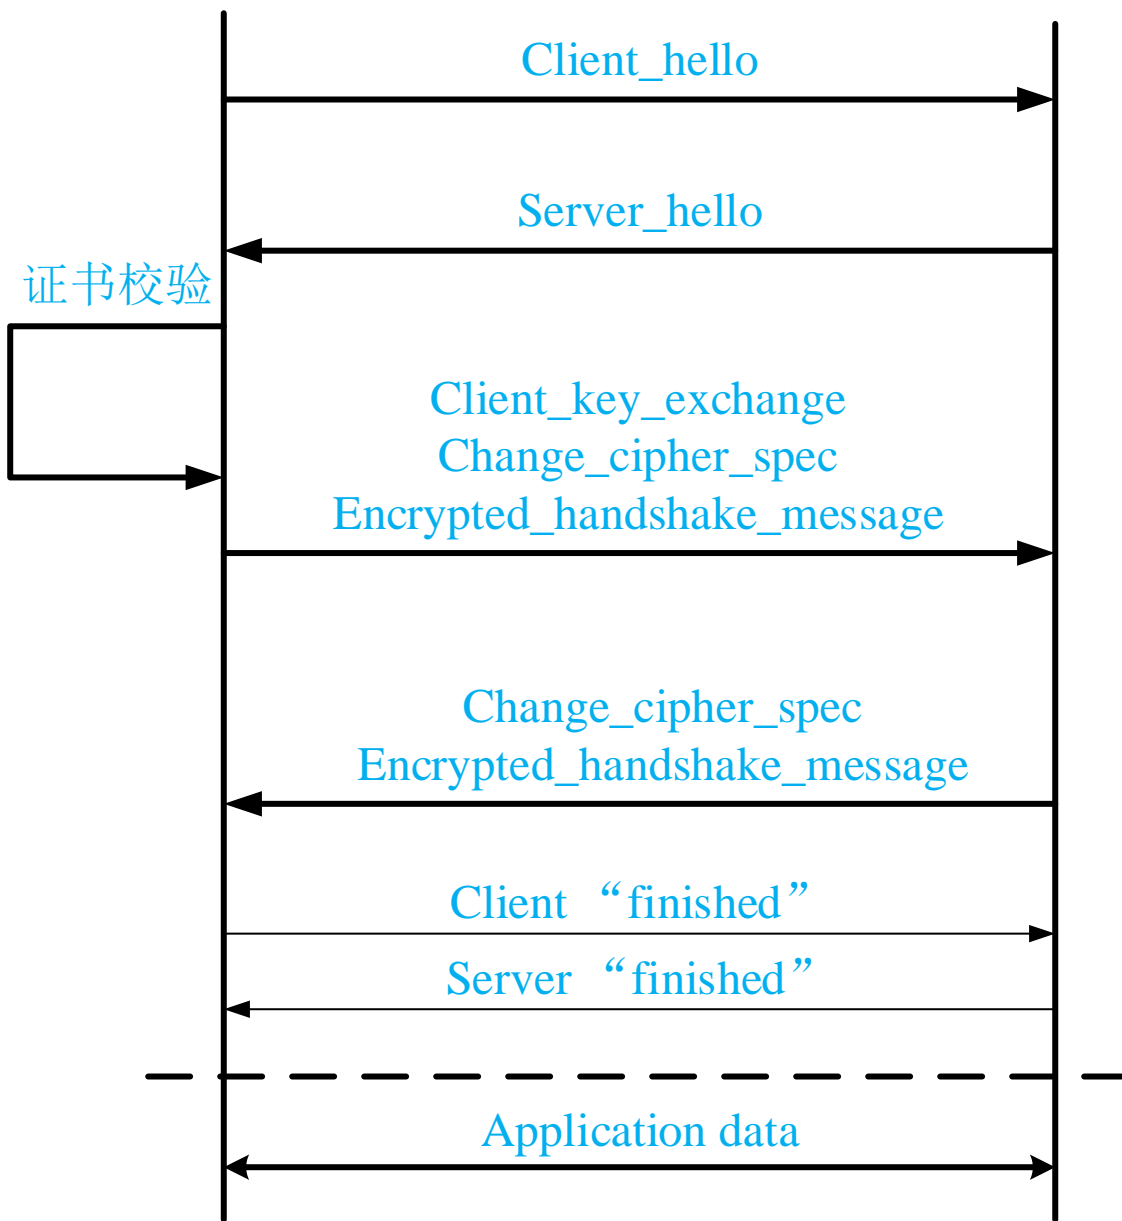 Client_hello
Server_hello
证书校验
Client_key_exchange
Change_cipher_spec
Encrypted_handshake_message
Change_cipher_spec
Encrypted_handshake_message
Client “finished”
Server “finished”
Application data